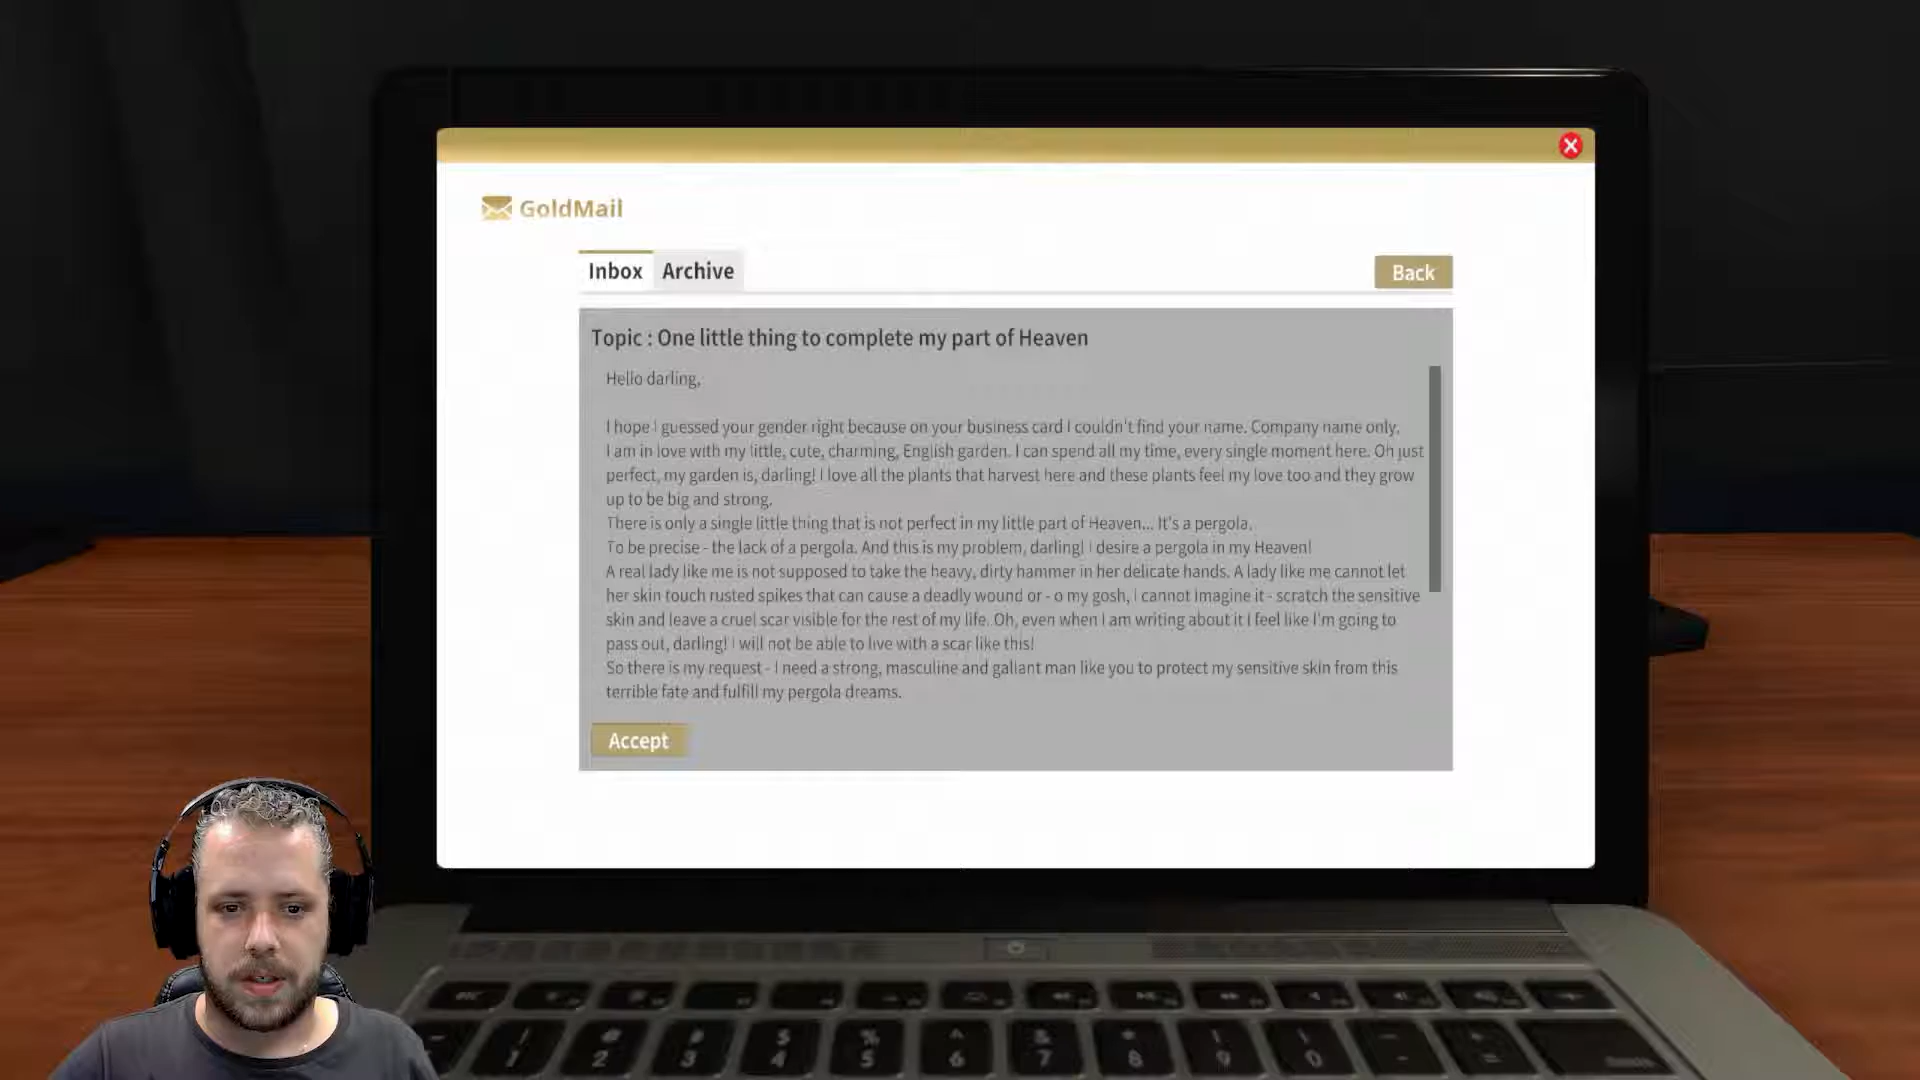 GoldMail
Inbox Archive
Back
Topic : One little thing to complete my part of Heaven
Hello darling,
I hope I guessed your gender right because on your business card I couldn't find your name. Company name only.
I am in love with my little, cute, charming, English garden. I can spend all my time, every single moment here. Oh just
perfect, my garden is, darling! I love all the plants that harvest here and these plants feel my love too and they grow
up to be big and strong.
There is only a single little thing that is not perfect in my little part of Heaven... It's a pergola.
To be precise - the lack of a pergola. And this is my problem, darling! I desire a pergola in my Heaven!
A real lady like me is not supposed to take the heavy, dirty hammer in her delicate hands. A lady like me cannot let
her skin touch rusted spikes that can cause a deadly wound or - o my gosh, I cannot imagine it - scratch the sensitive
skin and leave a cruel scar visible for the rest of my life. Oh, even when I am writing about it I feel like I'm going to
pass out, darling! I will not be able to live with a scar like this!
So there is my request - I need a strong, masculine and gallant man like you to protect my sensitive skin from this
terrible fate and fulfill my pergola dreams.
Accept
! @ # $ % ^ & *
1 2 3 4 5 6 7 8 9 0 - =